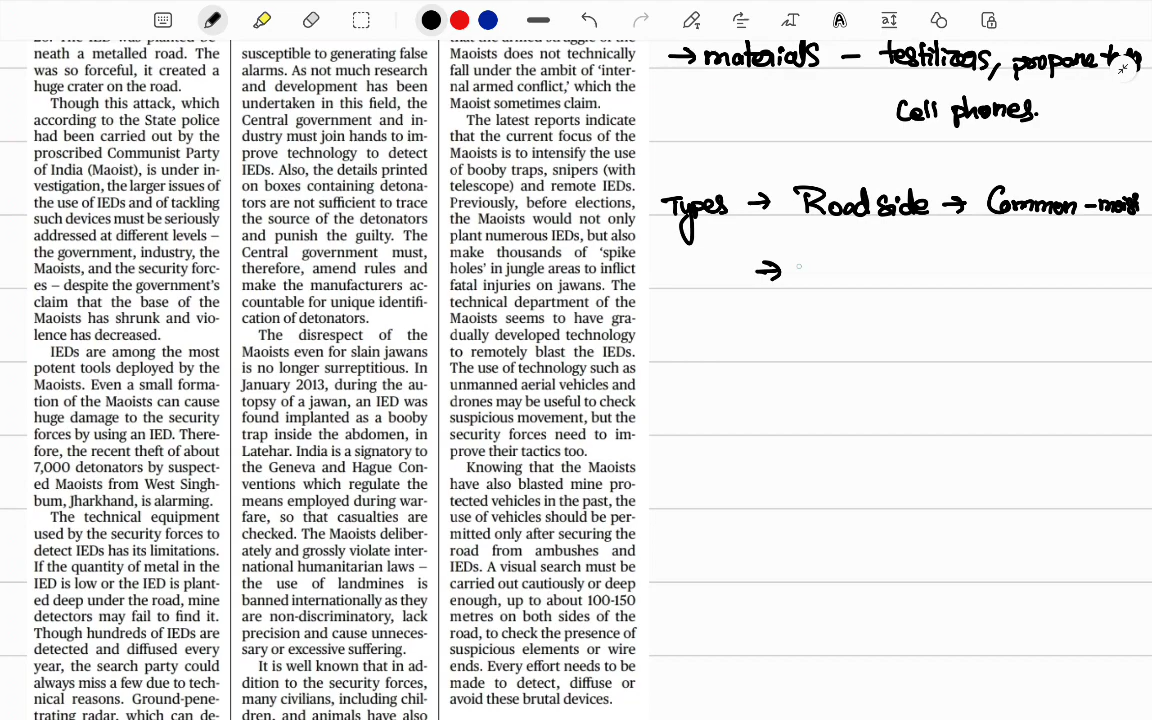 neath a metalled road. The
was so forceful, it created a
huge crater on the road.
Though this attack, which
according to the State police
had been carried out by the
proscribed Communist Party
of India (Maoist), is under in-
vestigation, the larger issues of
the use of IEDs and of tackling
such devices must be seriously
addressed at different levels –
the government, industry, the
Maoists, and the security forc-
es – despite the government's
claim that the base of the
Maoists has shrunk and vio-
lence has decreased.
IEDs are among the most
potent tools deployed by the
Maoists. Even a small forma-
tion of the Maoists can cause
huge damage to the security
forces by using an IED. There-
fore, the recent theft of about
7,000 detonators by suspect-
ed Maoists from West Singh-
bum, Jharkhand, is alarming.
The technical equipment
used by the security forces to
detect IEDs has its limitations.
If the quantity of metal in the
IED is low or the IED is plant-
ed deep under the road, mine
detectors may fail to find it.
Though hundreds of IEDs are
detected and diffused every
year, the search party could
always miss a few due to tech-
nical reasons. Ground-pene-
trating radar, which can de-
susceptible to generating false
alarms. As not much research
and development has been
undertaken in this field, the
Central government and in-
dustry must join hands to im-
prove technology to detect
IEDs. Also, the details printed
on boxes containing detona-
tors are not sufficient to trace
the source of the detonators
and punish the guilty. The
Central government must,
therefore, amend rules and
make the manufacturers ac-
countable for unique identifi-
cation of detonators.
The disrespect of the
Maoists even for slain jawans
is no longer surreptitious. In
January 2013, during the au-
topsy of a jawan, an IED was
found implanted as a booby
trap inside the abdomen, in
Latehar. India is a signatory to
the Geneva and Hague Con-
ventions which regulate the
means employed during war-
fare, so that casualties are
checked. The Maoists deliber-
ately and grossly violate inter-
national humanitarian laws –
the use of landmines is
banned internationally as they
are non-discriminatory, lack
precision and cause unneces-
sary or excessive suffering.
It is well known that in ad-
dition to the security forces,
many civilians, including chil-
dren, and animals have also
Maoists does not technically
fall under the ambit of 'inter-
nal armed conflict,' which the
Maoist sometimes claim.
The latest reports indicate
that the current focus of the
Maoists is to intensify the use
of booby traps, snipers (with
telescope) and remote IEDs.
Previously, before elections,
the Maoists would not only
plant numerous IEDs, but also
make thousands of 'spike
holes' in jungle areas to inflict
fatal injuries on jawans. The
technical department of the
Maoists seems to have gra-
dually developed technology
to remotely blast the IEDs.
The use of technology such as
unmanned aerial vehicles and
drones may be useful to check
suspicious movement, but the
security forces need to im-
prove their tactics too.
Knowing that the Maoists
have also blasted mine pro-
tected vehicles in the past, the
use of vehicles should be per-
mitted only after securing the
road from ambushes and
IEDs. A visual search must be
carried out cautiously or deep
enough, up to about 100-150
metres on both sides of the
road, to check the presence of
suspicious elements or wire
ends. Every effort needs to be
made to detect, diffuse or
avoid these brutal devices.
→ materials – propane
Cell phones.
Types → Road side → Common –
→